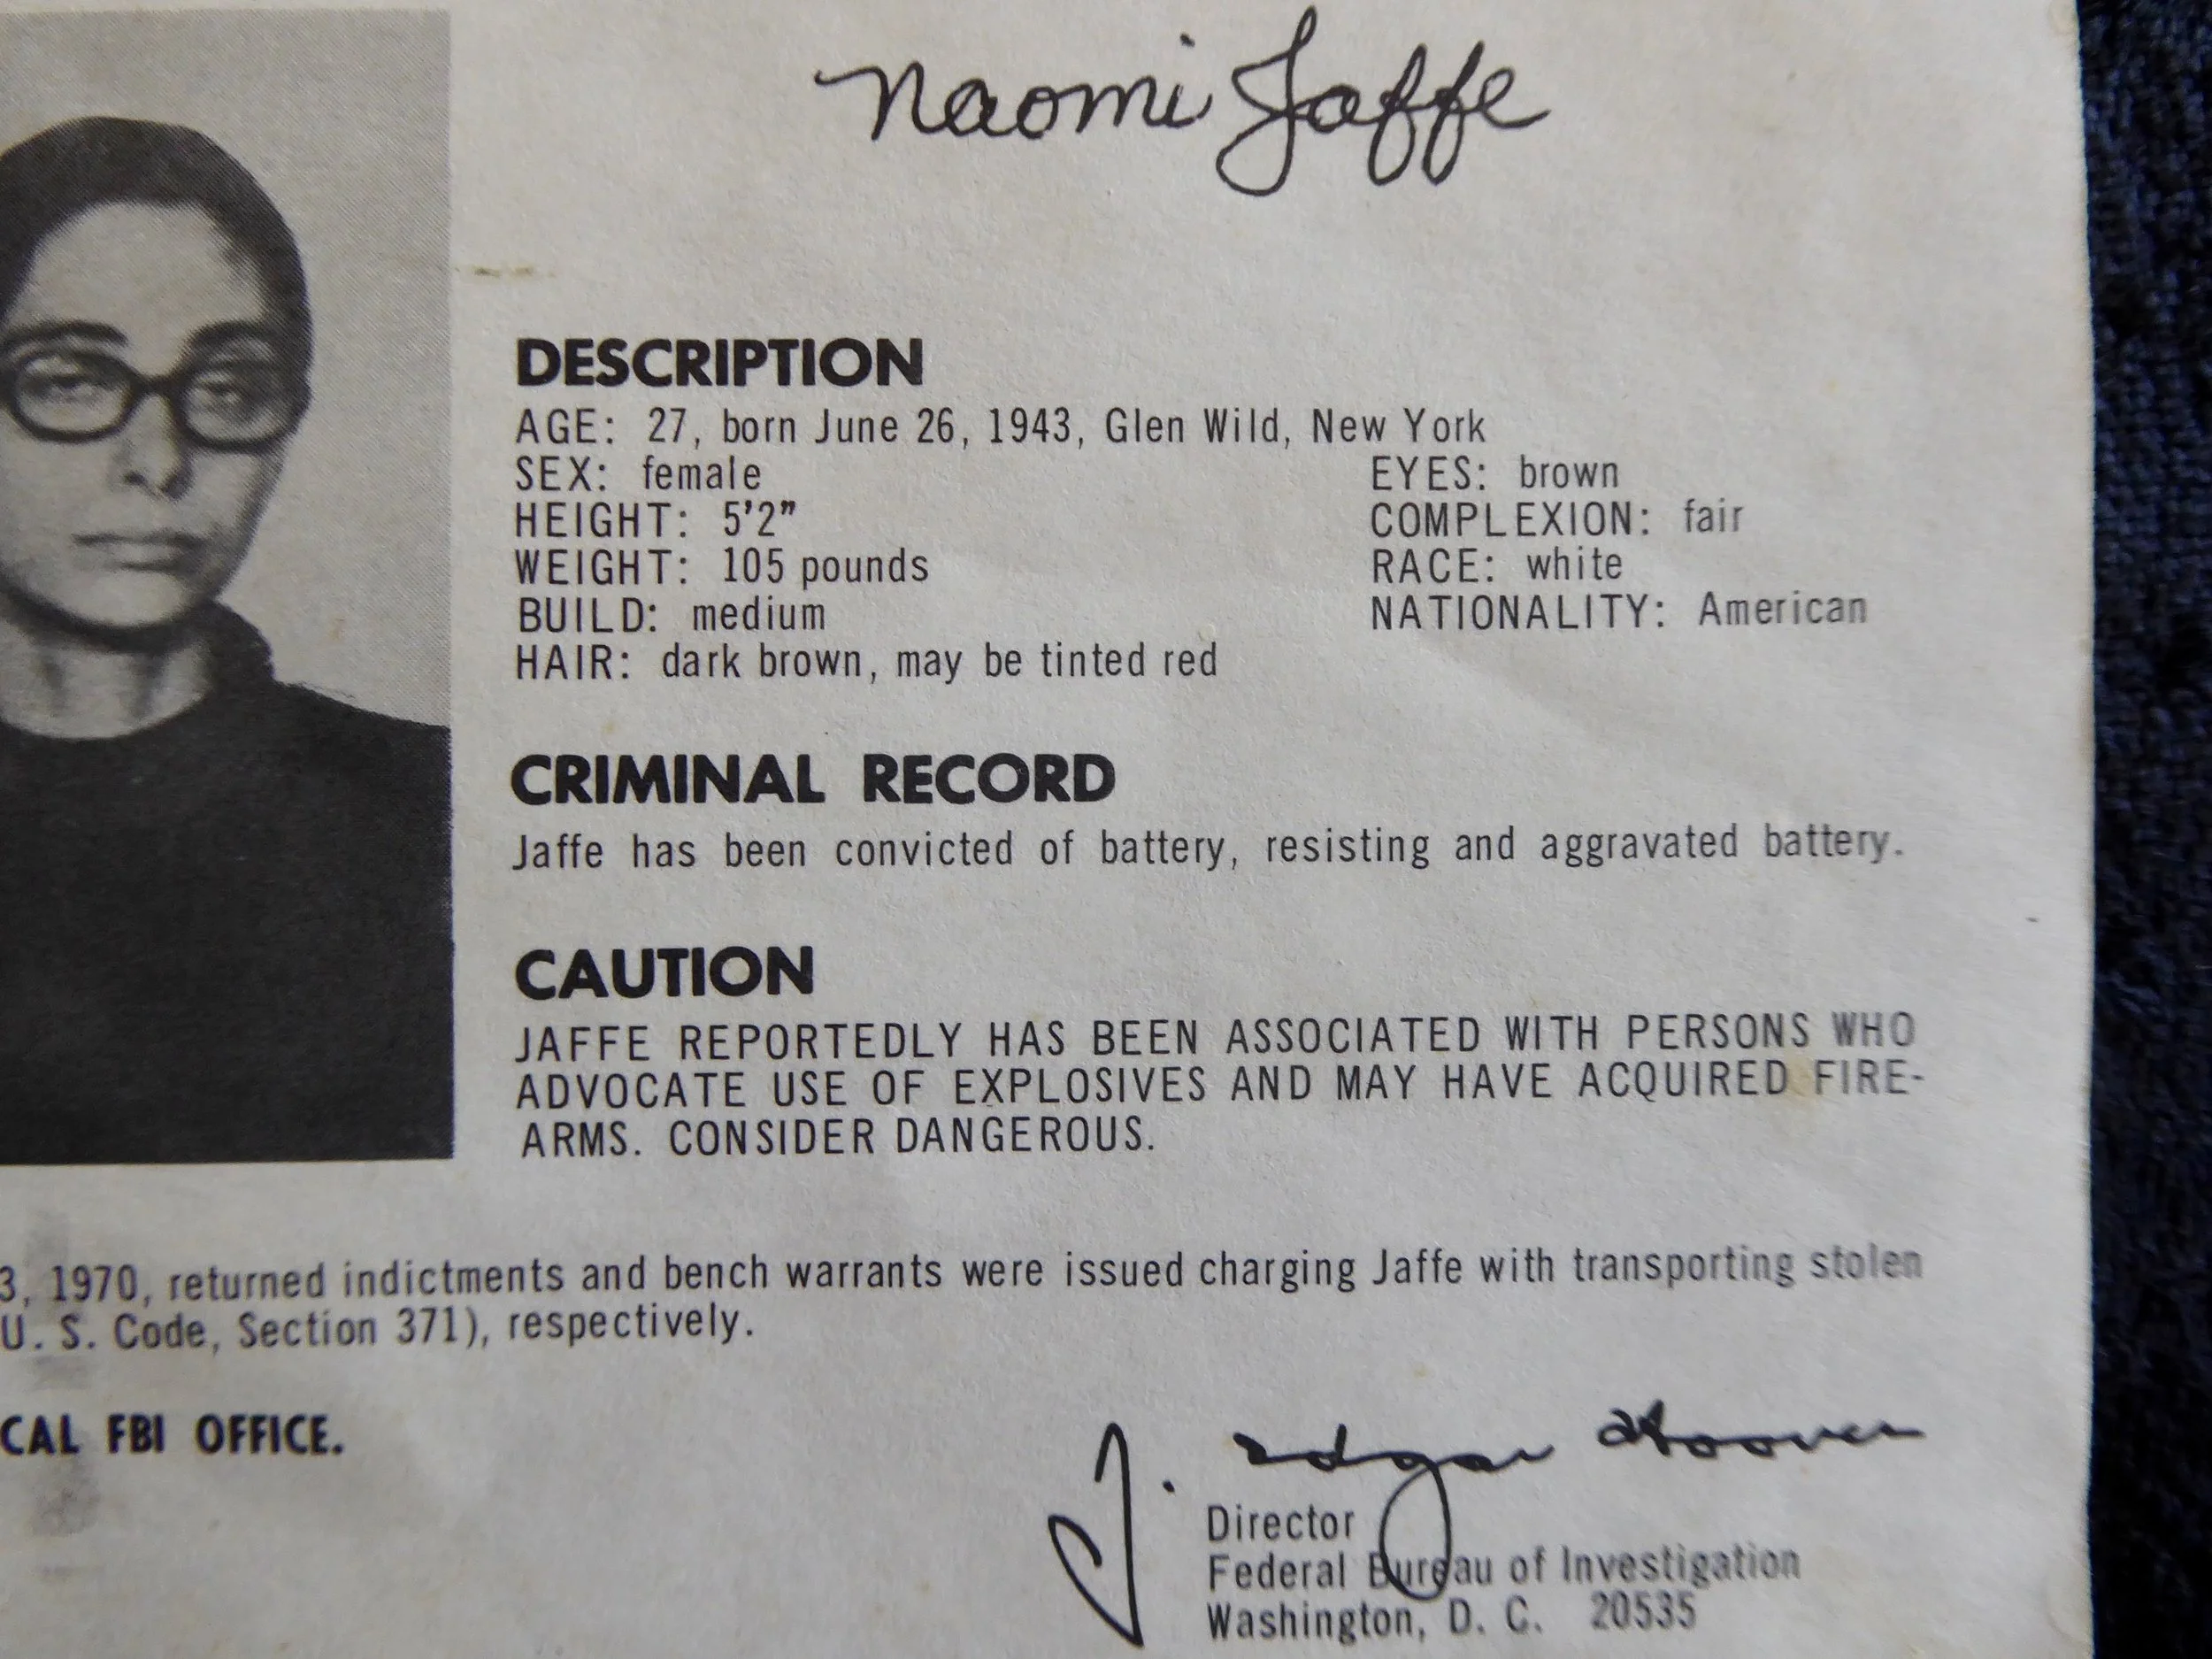 Naomi Jaffe
DESCRIPTION
AGE: 27, born June 26, 1943, Glen Wild, New York
SEX: female EYES: brown
HEIGHT: 5'2" COMPLEXION: fair
WEIGHT: 105 pounds RACE: white
BUILD: medium NATIONALITY: American
HAIR: dark brown, may be tinted red
CRIMINAL RECORD
Jaffe has been convicted of battery, resisting and aggravated battery.
CAUTION
JAFFE REPORTEDLY HAS BEEN ASSOCIATED WITH PERSONS WHO
ADVOCATE USE OF EXPLOSIVES AND MAY HAVE ACQUIRED FIRE-
ARMS. CONSIDER DANGEROUS.
3, 1970, returned indictments and bench warrants were issued charging Jaffe with transporting stolen
U. S. Code, Section 371), respectively.
CAL FBI OFFICE.
J. Edgar Hoover
Director
Federal Bureau of Investigation
Washington, D. C. 20535